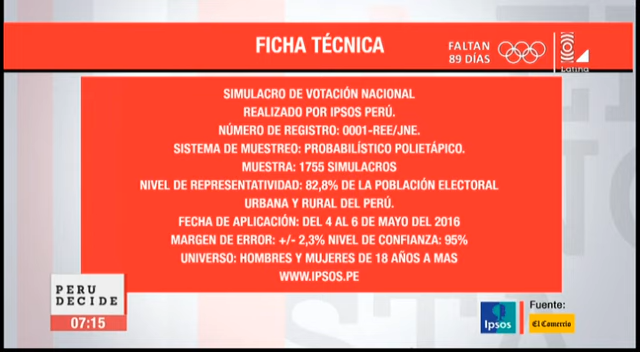 FICHA TÉCNICA
FALTAN
89 DÍAS
Latina
SIMULACRO DE VOTACIÓN NACIONAL
REALIZADO POR IPSOS PERÚ.
NÚMERO DE REGISTRO: 0001-REE/JNE.
SISTEMA DE MUESTREO: PROBABILÍSTICO POLIETÁPICO.
MUESTRA: 1755 SIMULACROS
NIVEL DE REPRESENTATIVIDAD: 82,8% DE LA POBLACIÓN ELECTORAL
URBANA Y RURAL DEL PERÚ.
FECHA DE APLICACIÓN: DEL 4 AL 6 DE MAYO DEL 2016
MARGEN DE ERROR: +/- 2,3% NIVEL DE CONFIANZA: 95%
UNIVERSO: HOMBRES Y MUJERES DE 18 AÑOS A MAS
WWW.IPSOS.PE
PERU
DECIDE
07:15
Ipsos
Fuente:
El Comercio